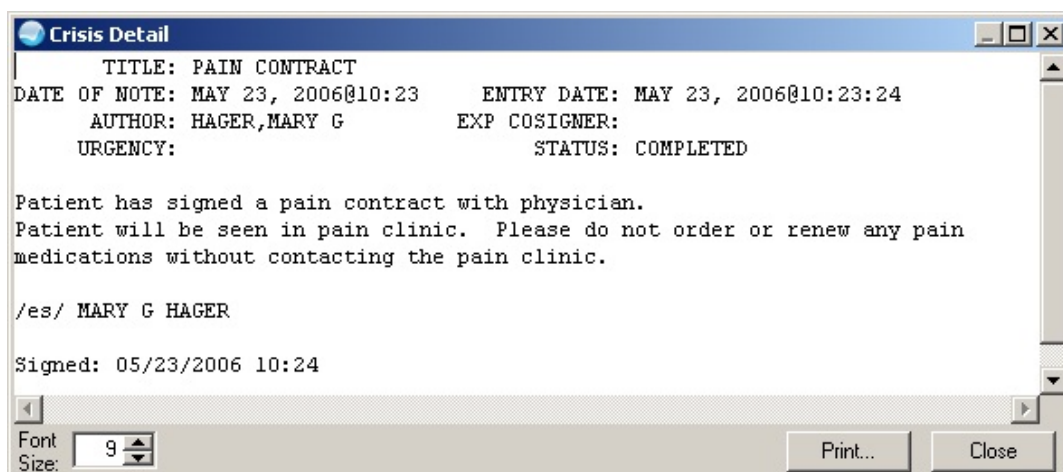 Crisis Detail
TITLE: PAIN CONTRACT
DATE OF NOTE: MAY 23, 2006@10:23 ENTRY DATE: MAY 23, 2006@10:23:24
AUTHOR: HAGER,MARY G EXP COSIGNER:
URGENCY: STATUS: COMPLETED
Patient has signed a pain contract with physician.
Patient will be seen in pain clinic. Please do not order or renew any pain
medications without contacting the pain clinic.
/es/ MARY G HAGER
Signed: 05/23/2006 10:24
Font
Size: 9 Print... Close